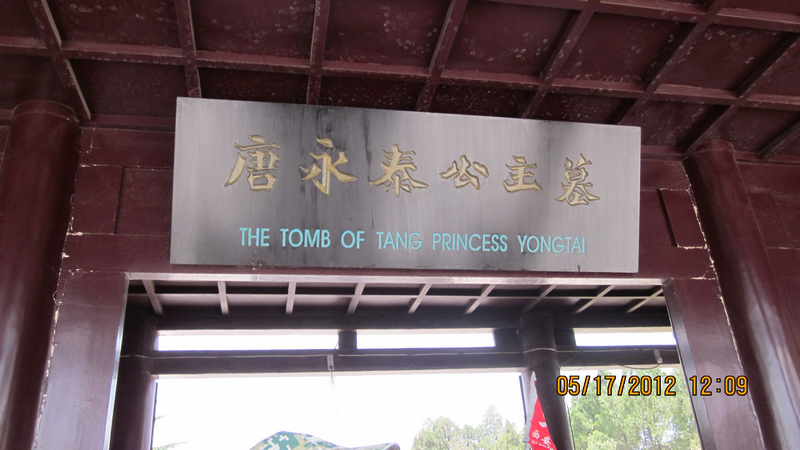 唐永泰公主墓
THE TOMB OF TANG PRINCESS YONGTAI
05/17/2012 12:09